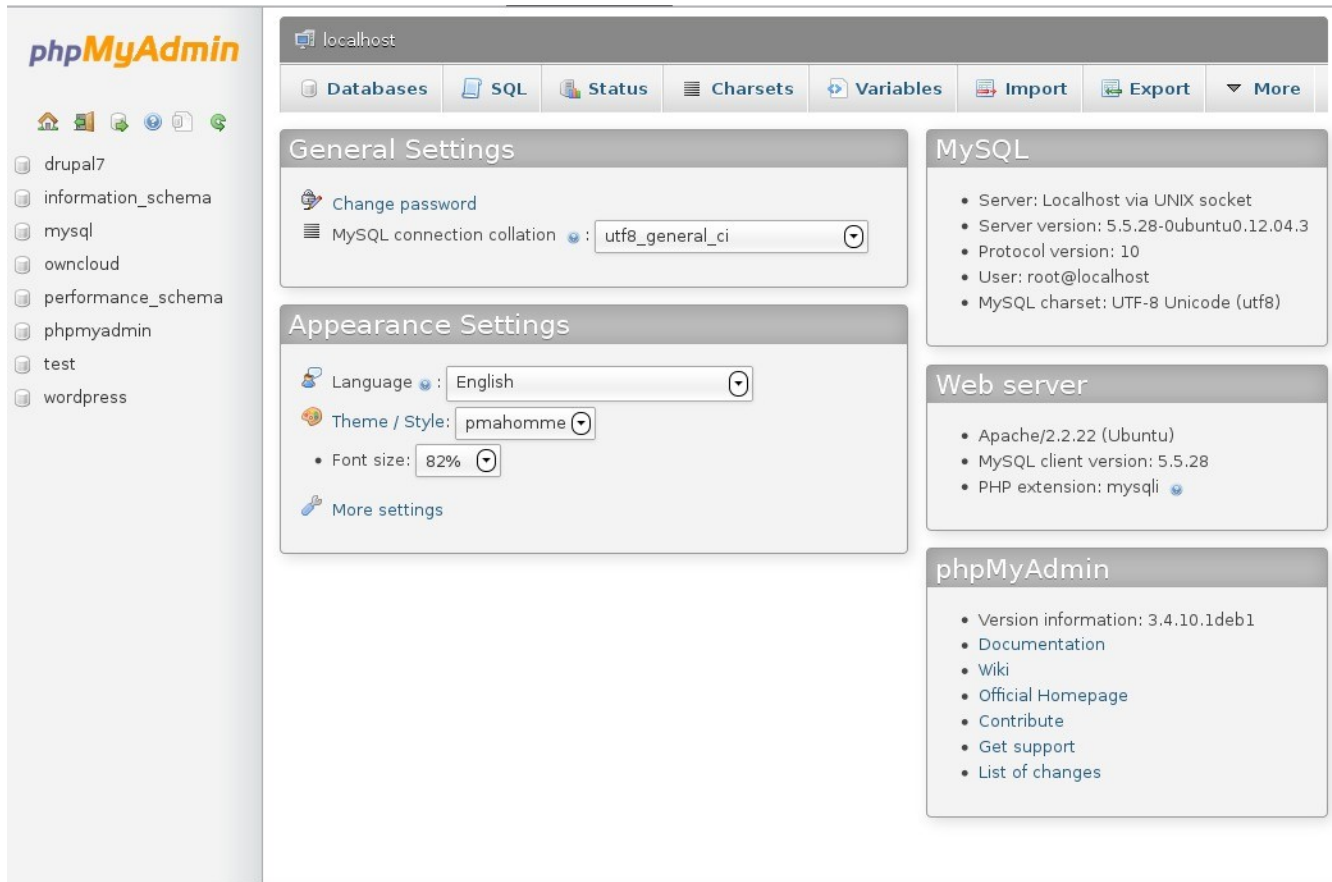 phpMyAdmin
drupal7
information_schema
mysql
owncloud
performance_schema
phpmyadmin
test
wordpress
localhost
Databases SQL Status Charsets Variables Import Export More
General Settings
Change password
MySQL connection collation : utf8_general_ci
Appearance Settings
Language : English
Theme / Style: pmahomme
• Font size: 82%
More settings
MySQL
• Server: Localhost via UNIX socket
• Server version: 5.5.28-0ubuntu0.12.04.3
• Protocol version: 10
• User: root@localhost
• MySQL charset: UTF-8 Unicode (utf8)
Web server
• Apache/2.2.22 (Ubuntu)
• MySQL client version: 5.5.28
• PHP extension: mysqli
phpMyAdmin
• Version information: 3.4.10.1deb1
• Documentation
• Wiki
• Official Homepage
• Contribute
• Get support
• List of changes